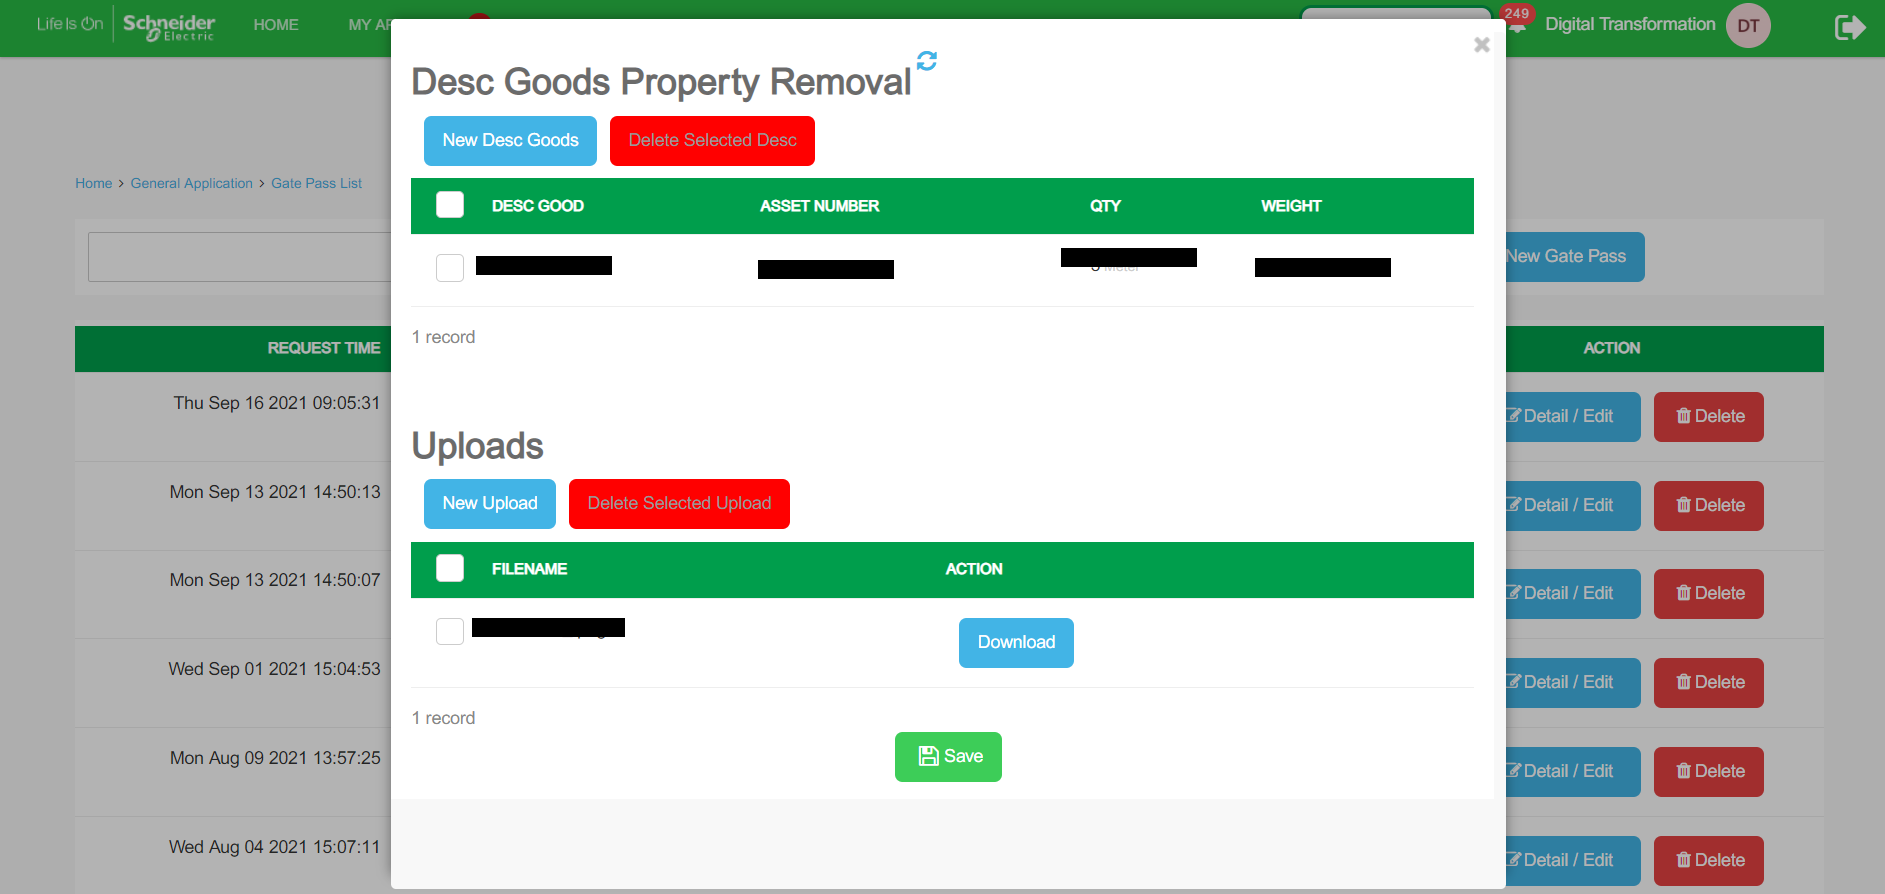 Life Is On Schneider Electric
HOME
MY AP
249
Digital Transformation
DT
Desc Goods Property Removal
New Desc Goods
Delete Selected Desc
Home > General Application > Gate Pass List
DESC GOOD ASSET NUMBER QTY WEIGHT
New Gate Pass
1 record
REQUEST TIME
ACTION
Thu Sep 16 2021 09:05:31
Detail / Edit Delete
Uploads
Mon Sep 13 2021 14:50:13
New Upload
Delete Selected Upload
Detail / Edit Delete
FILENAME ACTION
Mon Sep 13 2021 14:50:07
Detail / Edit Delete
Download
Wed Sep 01 2021 15:04:53
Detail / Edit Delete
1 record
Save
Mon Aug 09 2021 13:57:25
Detail / Edit Delete
Wed Aug 04 2021 15:07:11
Detail / Edit Delete